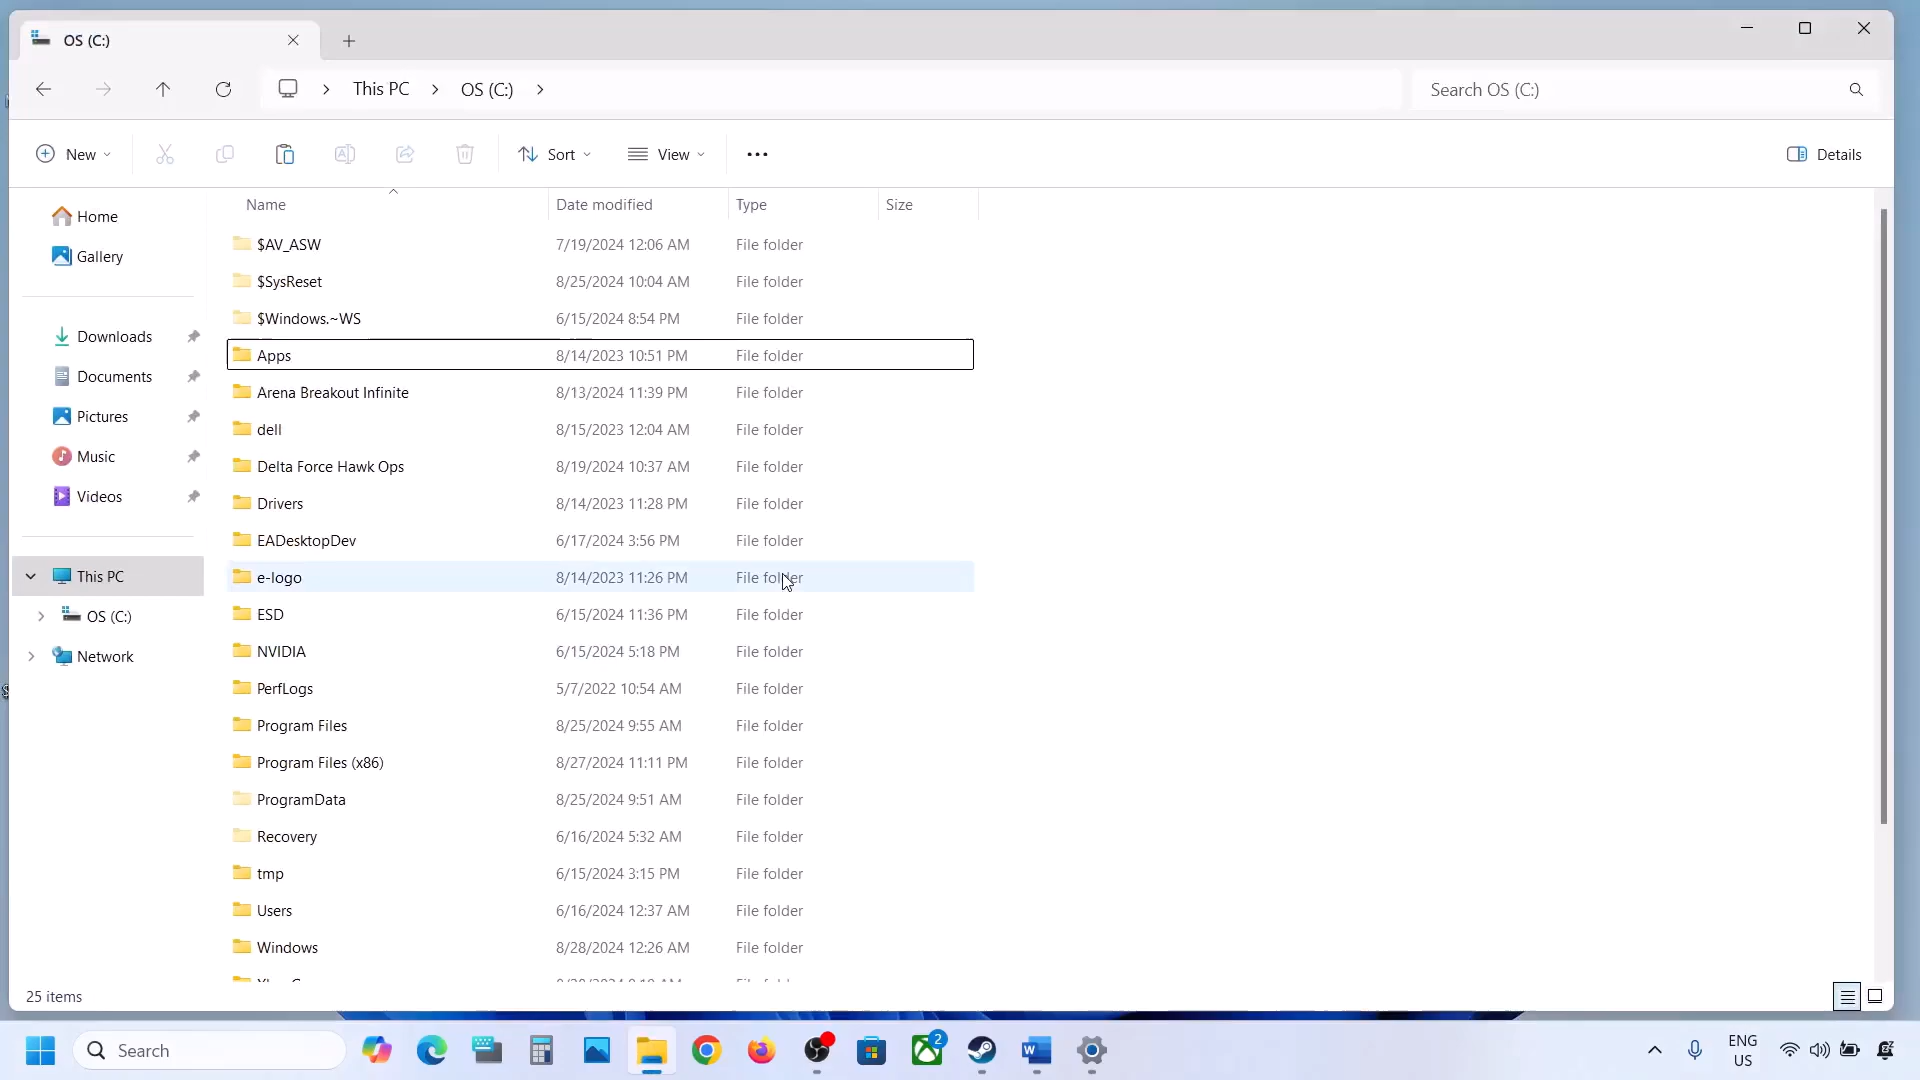 OS (C:)
This PC
OS (C:)
Search OS (C:)
New
Sort
View
Details
Name
Date modified
Type
Size
Home
Gallery
Downloads
Documents
Pictures
Music
Videos
This PC
OS (C:)
Network
$AV_ASW 7/19/2024 12:06 AM File folder
$SysReset 8/25/2024 10:04 AM File folder
$Windows.~WS 6/15/2024 8:54 PM File folder
Apps 8/14/2023 10:51 PM File folder
Arena Breakout Infinite 8/13/2024 11:39 PM File folder
dell 8/15/2023 12:04 AM File folder
Delta Force Hawk Ops 8/19/2024 10:37 AM File folder
Drivers 8/14/2023 11:28 PM File folder
EADesktopDev 6/17/2024 3:56 PM File folder
e-logo 8/14/2023 11:26 PM File folder
ESD 6/15/2024 11:36 PM File folder
NVIDIA 6/15/2024 5:18 PM File folder
PerfLogs 5/7/2022 10:54 AM File folder
Program Files 8/25/2024 9:55 AM File folder
Program Files (x86) 8/27/2024 11:11 PM File folder
ProgramData 8/25/2024 9:51 AM File folder
Recovery 6/16/2024 5:32 AM File folder
tmp 6/15/2024 3:15 PM File folder
Users 6/16/2024 12:37 AM File folder
Windows 8/28/2024 12:26 AM File folder
25 items
Search
2
ENG
US